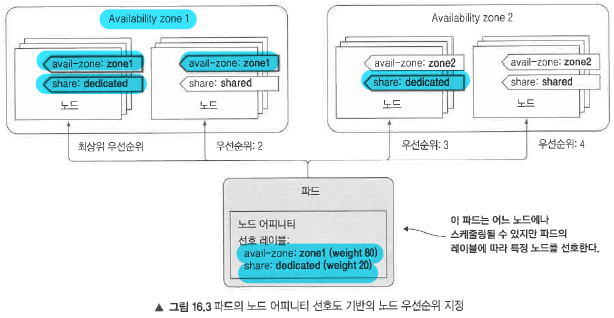 Availability zone 1
Availability zone 2
avail-zone: zone1
share: dedicated
노드
avail-zone: zone1
share: shared
노드
avail-zone: zone2
share: dedicated
노드
avail-zone: zone2
share: shared
노드
최상위 우선순위
우선순위: 2
우선순위: 3
우선순위: 4
파드
노드 어피니티
선호 레이블:
avail-zone: zone1 (weight 80)
share: dedicated (weight 20)
이 파드는 어느 노드에나
스케줄링될 수 있지만 파드의
레이블에 따라 특정 노드를 선호한다.
▲ 그림 16.3 파드의 노드 어피니티 선호도 기반의 노드 우선순위 지정